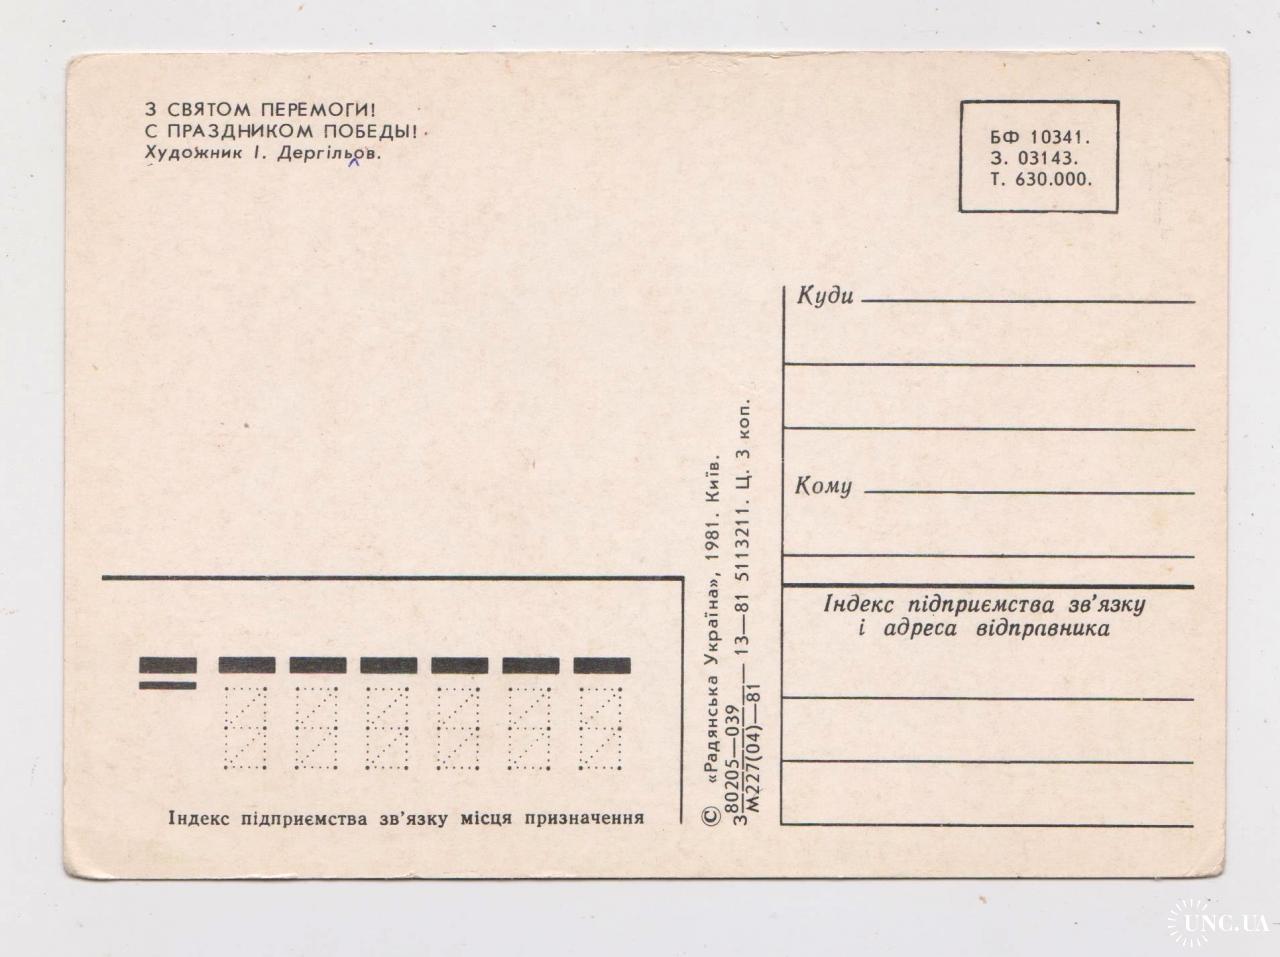 З СВЯТОМ ПЕРЕМОГИ!
С ПРАЗДНИКОМ ПОБЕДЫ!
Художник І. Дергільов.
БФ 10341.
З. 03143.
Т. 630.000.
Куди
Кому
Індекс підприємства зв'язку
і адреса відправника
© «Радянська Україна», 1981. Київ.
З 80205—039
М227(04)—81 13—81 5113211. Ц. 3 коп.
Індекс підприємства зв'язку місця призначення
UNC.UA